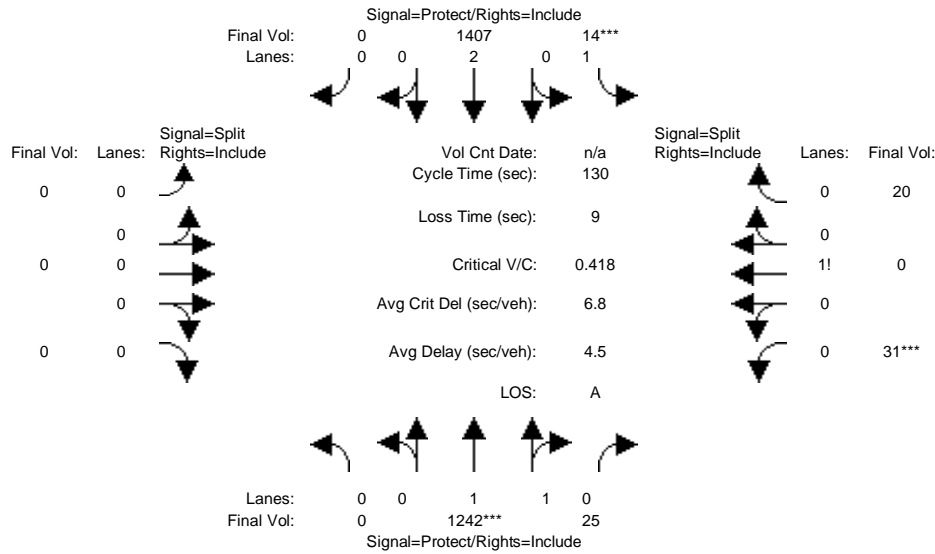 Signal=Protect/Rights=Include
Final Vol: 0 1407 14***
Lanes: 0 0 2 0 1
Signal=Split Signal=Split
Final Vol: Lanes: Rights=Include Vol Cnt Date: n/a Rights=Include Lanes: Final Vol:
Cycle Time (sec): 130
0 0 0 20
Loss Time (sec): 9
0 0
0 0 Critical V/C: 0.418 1! 0
0 Avg Crit Del (sec/veh): 6.8 0
0 0 Avg Delay (sec/veh): 4.5 0 31***
LOS: A
Lanes: 0 0 1 1 0
Final Vol: 0 1242*** 25
Signal=Protect/Rights=Include